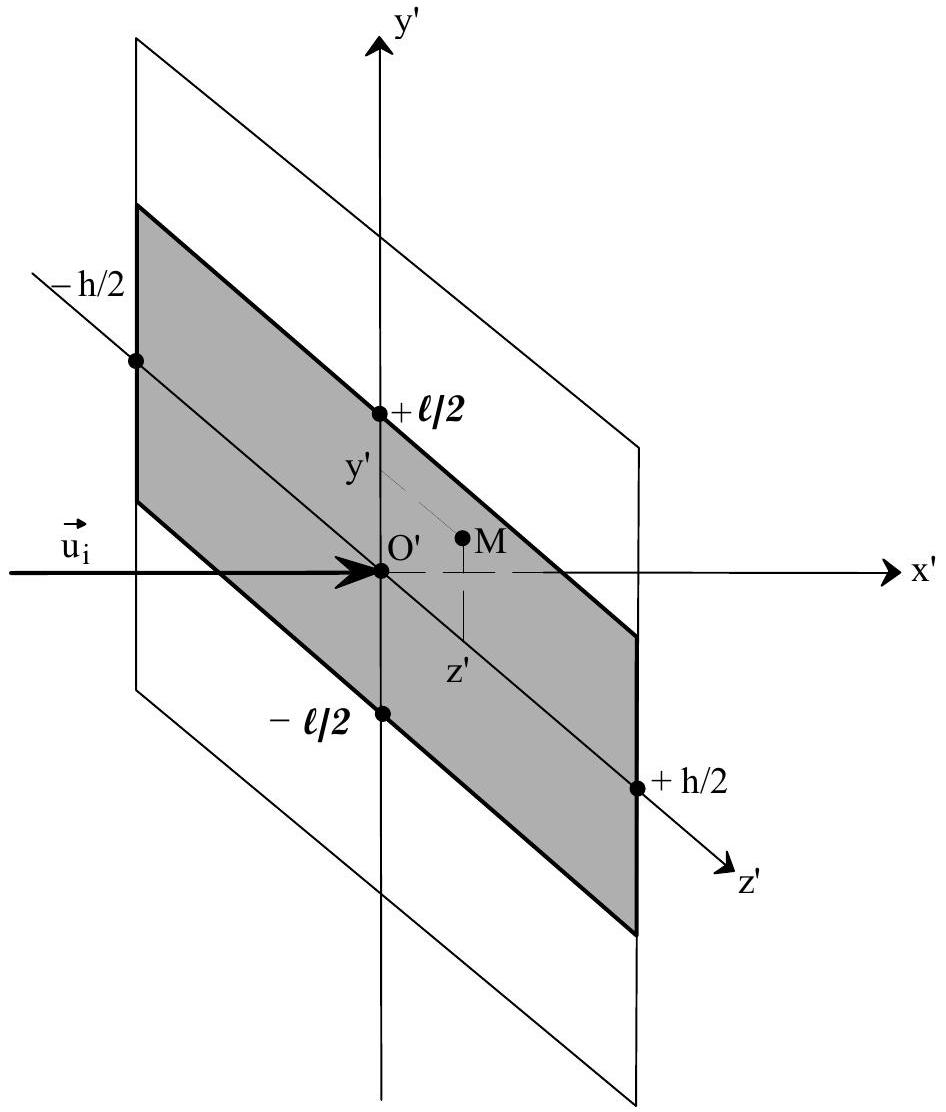 y'
– h/2
+ ℓ/2
y'
M
O'
u⃗ᵢ
x'
z'
– ℓ/2
+ h/2
z'